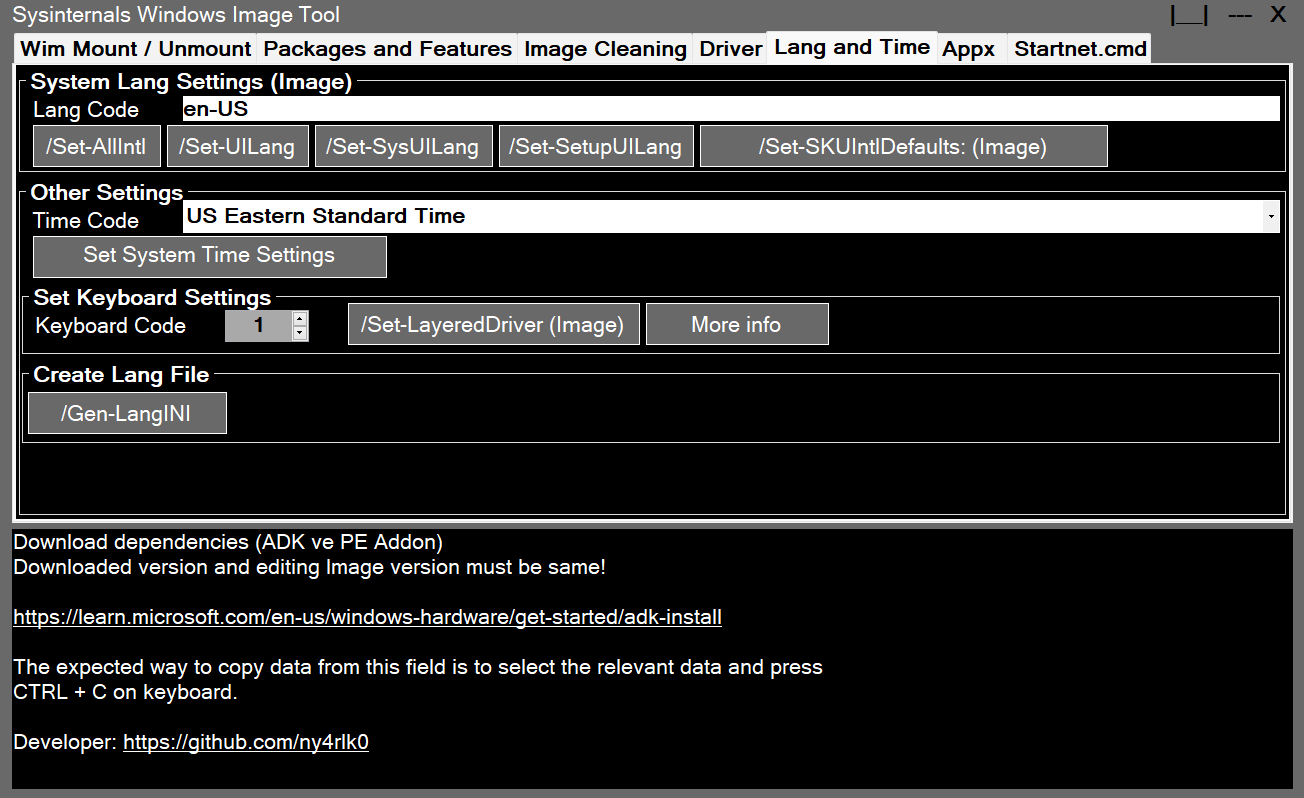 Sysinternals Windows Image Tool |__| --- X
Wim Mount / Unmount Packages and Features Image Cleaning Driver Lang and Time Appx Startnet.cmd
System Lang Settings (Image)
Lang Code en-US
/Set-AllIntl /Set-UILang /Set-SysUILang /Set-SetupUILang /Set-SKUIntlDefaults: (Image)
Other Settings
Time Code US Eastern Standard Time
Set System Time Settings
Set Keyboard Settings
Keyboard Code 1 /Set-LayeredDriver (Image) More info
Create Lang File
/Gen-LangINI
Download dependencies (ADK ve PE Addon)
Downloaded version and editing Image version must be same!
https://learn.microsoft.com/en-us/windows-hardware/get-started/adk-install
The expected way to copy data from this field is to select the relevant data and press
CTRL + C on keyboard.
Developer: https://github.com/ny4rlk0